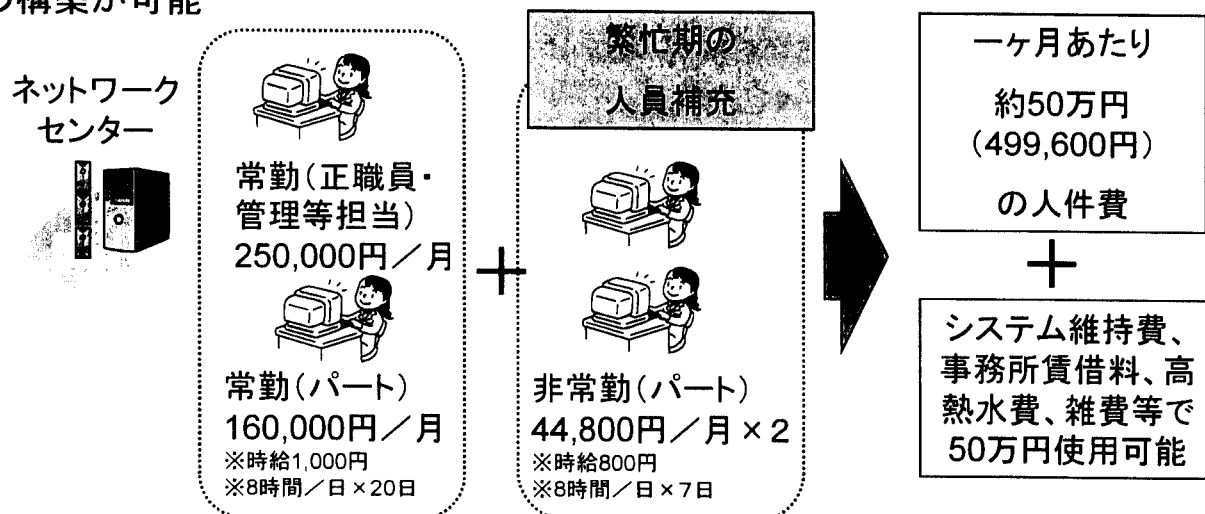 の構築が可能
ネットワーク
センター
常勤(正職員・
管理等担当)
250,000円/月
常勤(パート)
160,000円/月
※時給1,000円
※8時間/日×20日
+
繁忙期の
人員補充
非常勤(パート)
44,800円/月×2
※時給800円
※8時間/日×7日
一ヶ月あたり
約50万円
(499,600円)
の人件費
+
システム維持費、
事務所賃借料、高
熱水費、雑費等で
50万円使用可能